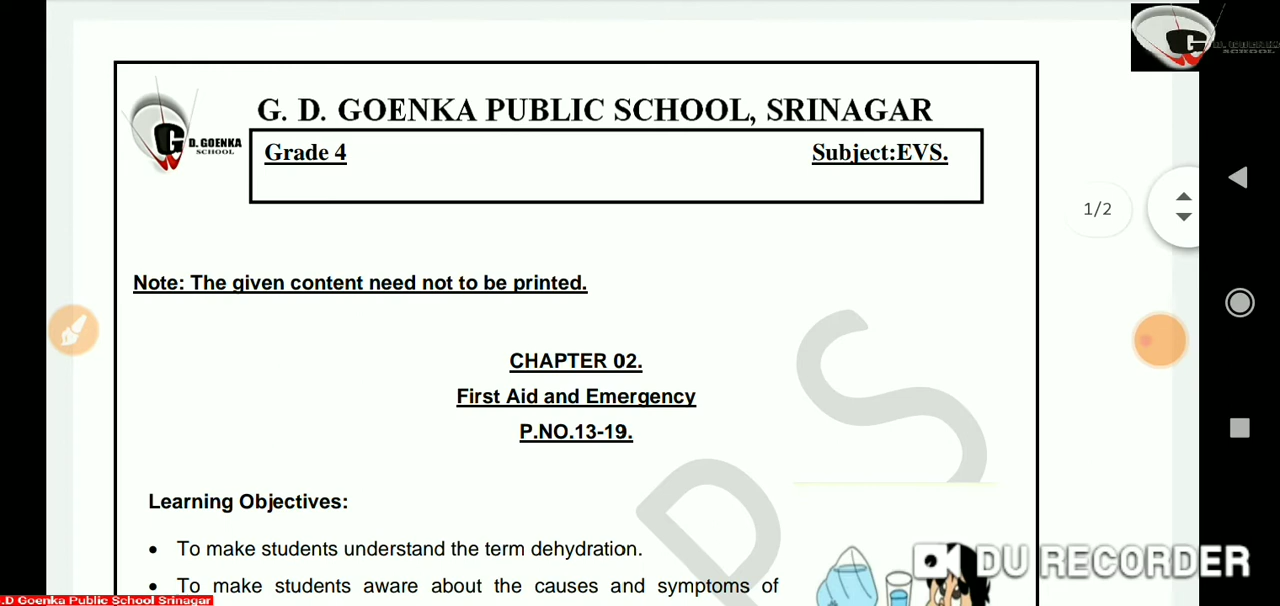 G. D. GOENKA PUBLIC SCHOOL, SRINAGAR
G D. GOENKA
SCHOOL
Grade 4 Subject:EVS.
1/2
Note: The given content need not to be printed.
CHAPTER 02.
First Aid and Emergency
P.NO.13-19.
Learning Objectives:
• To make students understand the term dehydration.
• To make students aware about the causes and symptoms of
P S
DU RECORDER
.D Goenka Public School Srinagar